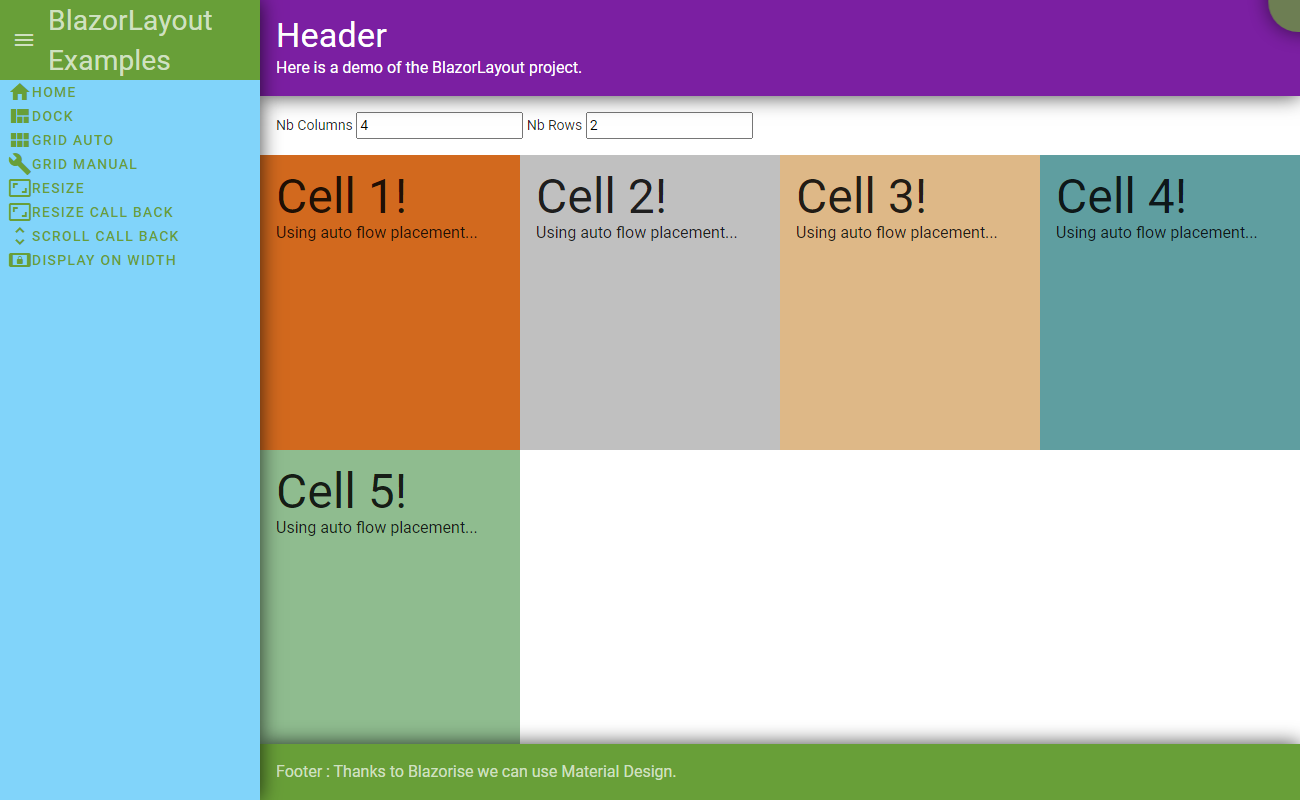 BlazorLayout
Examples
HOME
DOCK
GRID AUTO
GRID MANUAL
RESIZE
RESIZE CALL BACK
SCROLL CALL BACK
DISPLAY ON WIDTH
Header
Here is a demo of the BlazorLayout project.
Nb Columns 4 Nb Rows 2
Cell 1!
Using auto flow placement...
Cell 2!
Using auto flow placement...
Cell 3!
Using auto flow placement...
Cell 4!
Using auto flow placement...
Cell 5!
Using auto flow placement...
Footer : Thanks to Blazorise we can use Material Design.